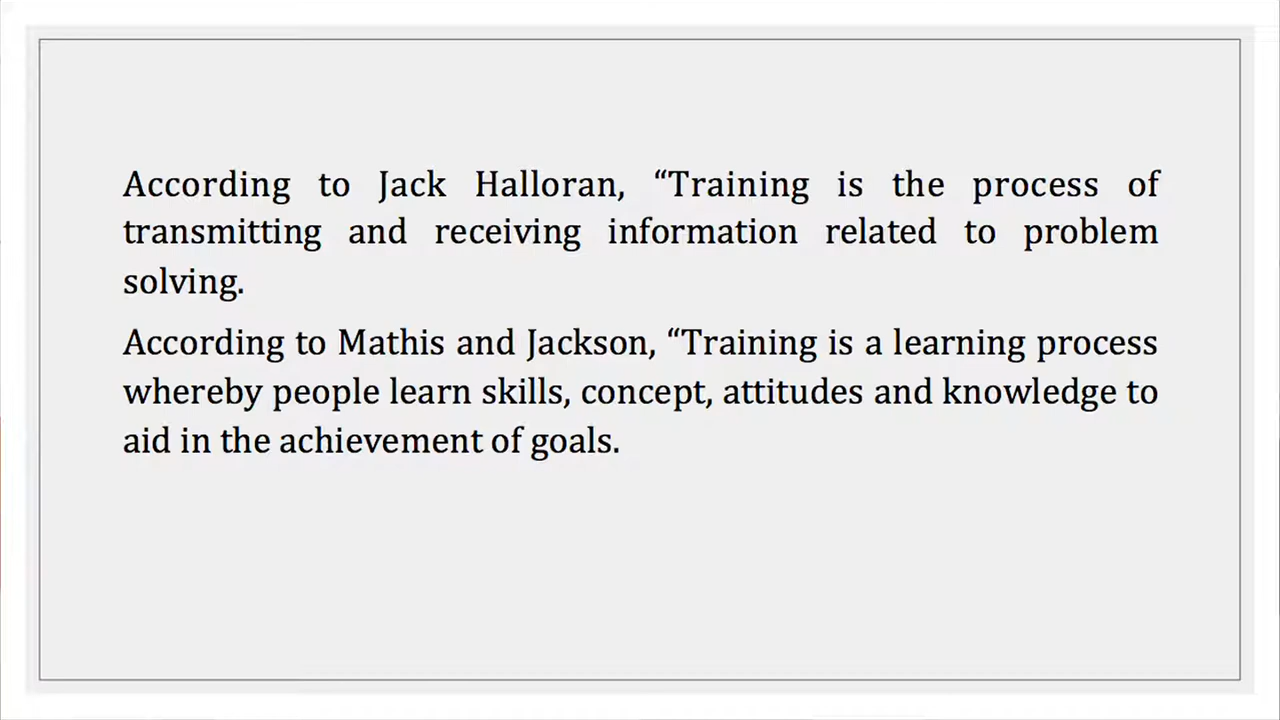 According to Jack Halloran, “Training is the process of
transmitting and receiving information related to problem
solving.
According to Mathis and Jackson, “Training is a learning process
whereby people learn skills, concept, attitudes and knowledge to
aid in the achievement of goals.